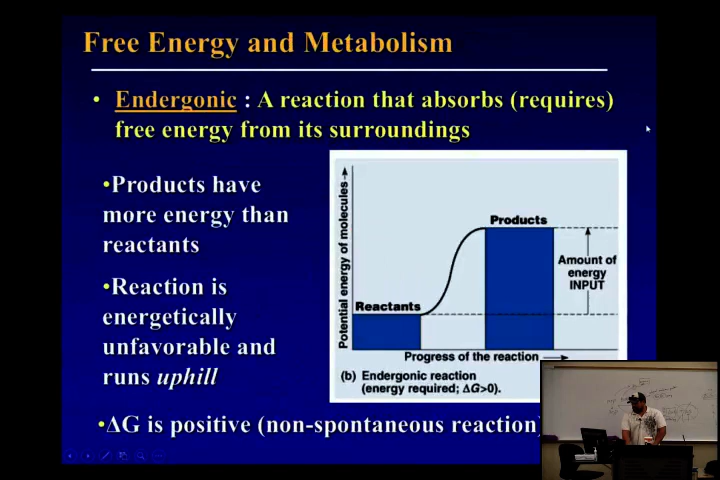 Free Energy and Metabolism
• Endergonic : A reaction that absorbs (requires)
free energy from its surroundings
•Products have
more energy than
reactants
•Reaction is
energetically
unfavorable and
runs uphill
Potential energy of molecules
Products
Amount of
energy
INPUT
Reactants
Progress of the reaction
(b) Endergonic reaction
(energy required; ΔG>0).
•ΔG is positive (non-spontaneous reaction)